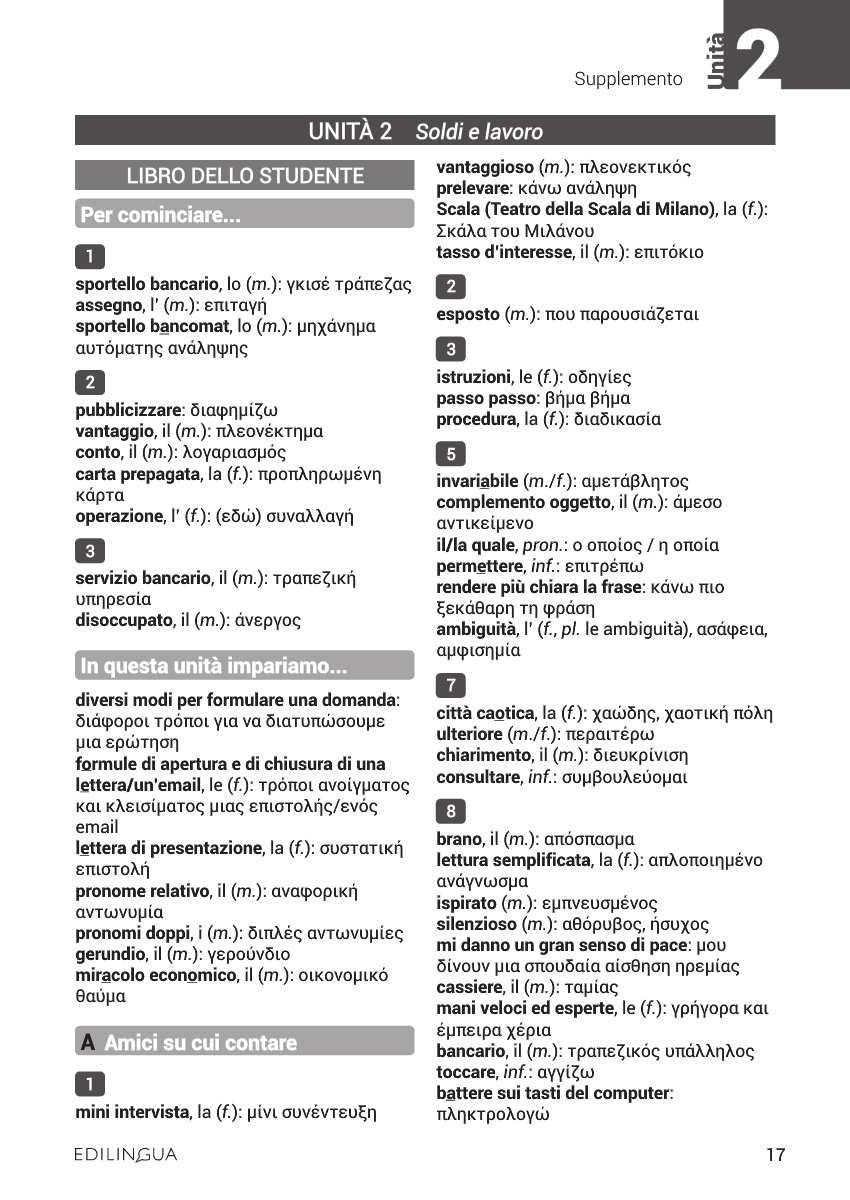 Supplemento
Unità 2
UNITÀ 2 Soldi e lavoro
LIBRO DELLO STUDENTE
Per cominciare...
1
sportello bancario, lo (m.): γκισέ τράπεζας
assegno, l’ (m.): επιταγή
sportello bancomat, lo (m.): μηχάνημα
αυτόματης ανάληψης
2
pubblicizzare: διαφημίζω
vantaggio, il (m.): πλεονέκτημα
conto, il (m.): λογαριασμός
carta prepagata, la (f.): προπληρωμένη
κάρτα
operazione, l’ (f.): (εδώ) συναλλαγή
3
servizio bancario, il (m.): τραπεζική
υπηρεσία
disoccupato, il (m.): άνεργος
In questa unità impariamo...
diversi modi per formulare una domanda:
διάφοροι τρόποι για να διατυπώσουμε
μια ερώτηση
formule di apertura e di chiusura di una
lettera/un'email, le (f.): τρόποι ανοίγματος
και κλεισίματος μιας επιστολής/ενός
email
lettera di presentazione, la (f.): συστατική
επιστολή
pronome relativo, il (m.): αναφορική
αντωνυμία
pronomi doppi, i (m.): διπλές αντωνυμίες
gerundio, il (m.): γερούνδιο
miracolo economico, il (m.): οικονομικό
θαύμα
A Amici su cui contare
1
mini intervista, la (f.): μίνι συνέντευξη
vantaggioso (m.): πλεονεκτικός
prelevare: κάνω ανάληψη
Scala (Teatro della Scala di Milano), la (f.):
Σκάλα του Μιλάνου
tasso d’interesse, il (m.): επιτόκιο
2
esposto (m.): που παρουσιάζεται
3
istruzioni, le (f.): οδηγίες
passo passo: βήμα βήμα
procedura, la (f.): διαδικασία
5
invariabile (m./f.): αμετάβλητος
complemento oggetto, il (m.): άμεσο
αντικείμενο
il/la quale, pron.: ο οποίος / η οποία
permettere, inf.: επιτρέπω
rendere più chiara la frase: κάνω πιο
ξεκάθαρη τη φράση
ambiguità, l’ (f., pl. le ambiguità), ασάφεια,
αμφισημία
7
città caotica, la (f.): χαώδης, χαοτική πόλη
ulteriore (m./f.): περαιτέρω
chiarimento, il (m.): διευκρίνιση
consultare, inf.: συμβουλεύομαι
8
brano, il (m.): απόσπασμα
lettura semplificata, la (f.): απλοποιημένο
ανάγνωσμα
ispirato (m.): εμπνευσμένος
silenzioso (m.): αθόρυβος, ήσυχος
mi danno un gran senso di pace: μου
δίνουν μια σπουδαία αίσθηση ηρεμίας
cassiere, il (m.): ταμίας
mani veloci ed esperte, le (f.): γρήγορα και
έμπειρα χέρια
bancario, il (m.): τραπεζικός υπάλληλος
toccare, inf.: αγγίζω
battere sui tasti del computer:
πληκτρολογώ
EDILINGUA
17